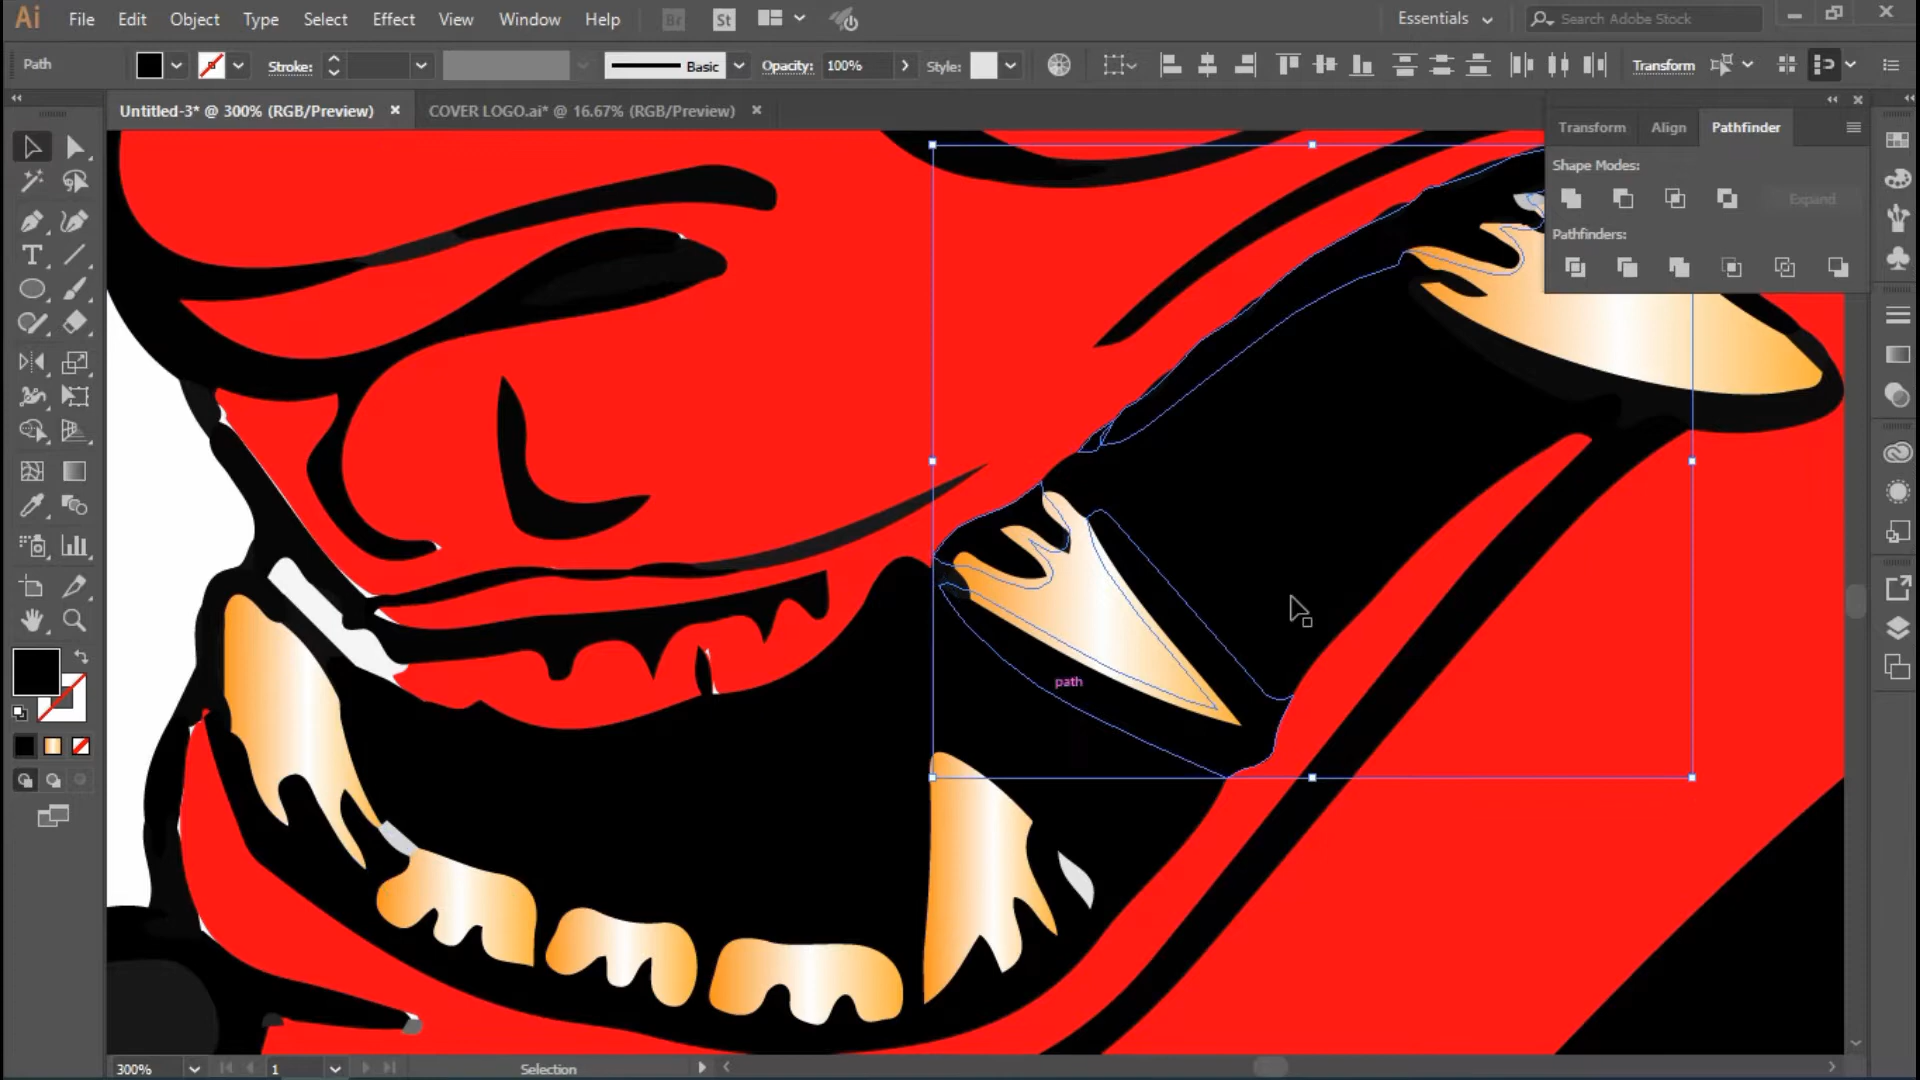 Ai File Edit Object Type Select Effect View Window Help Br St Essentials Search Adobe Stock
Path Stroke: Basic Opacity: 100% Style: Transform
Untitled-3* @ 300% (RGB/Preview) COVER LOGO.ai* @ 16.67% (RGB/Preview)
Transform Align Pathfinder
Shape Modes:
Expand
Pathfinders:
path
300% 1 Selection